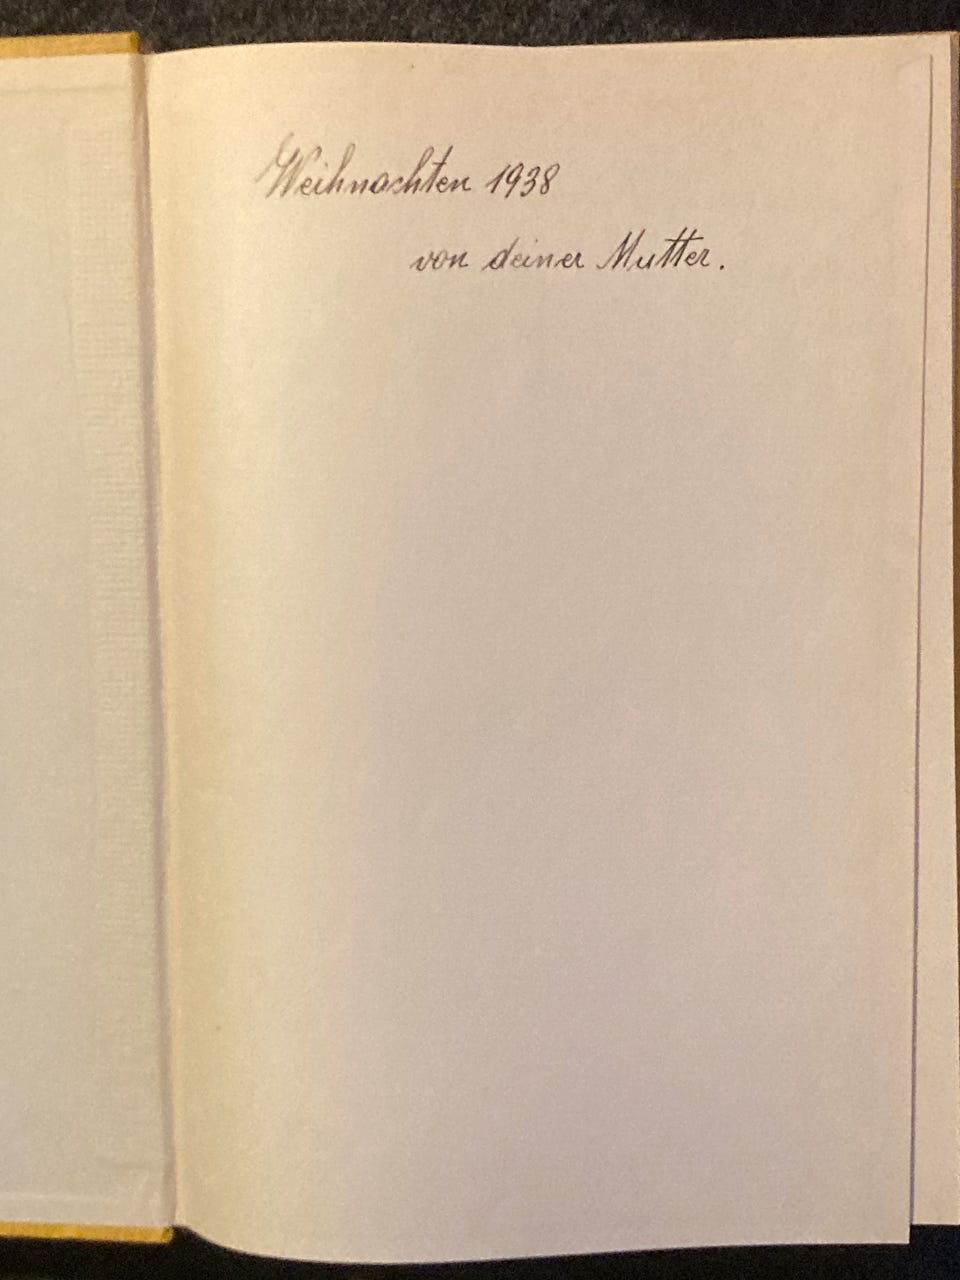 Weihnachten 1938
von deiner Mutter.